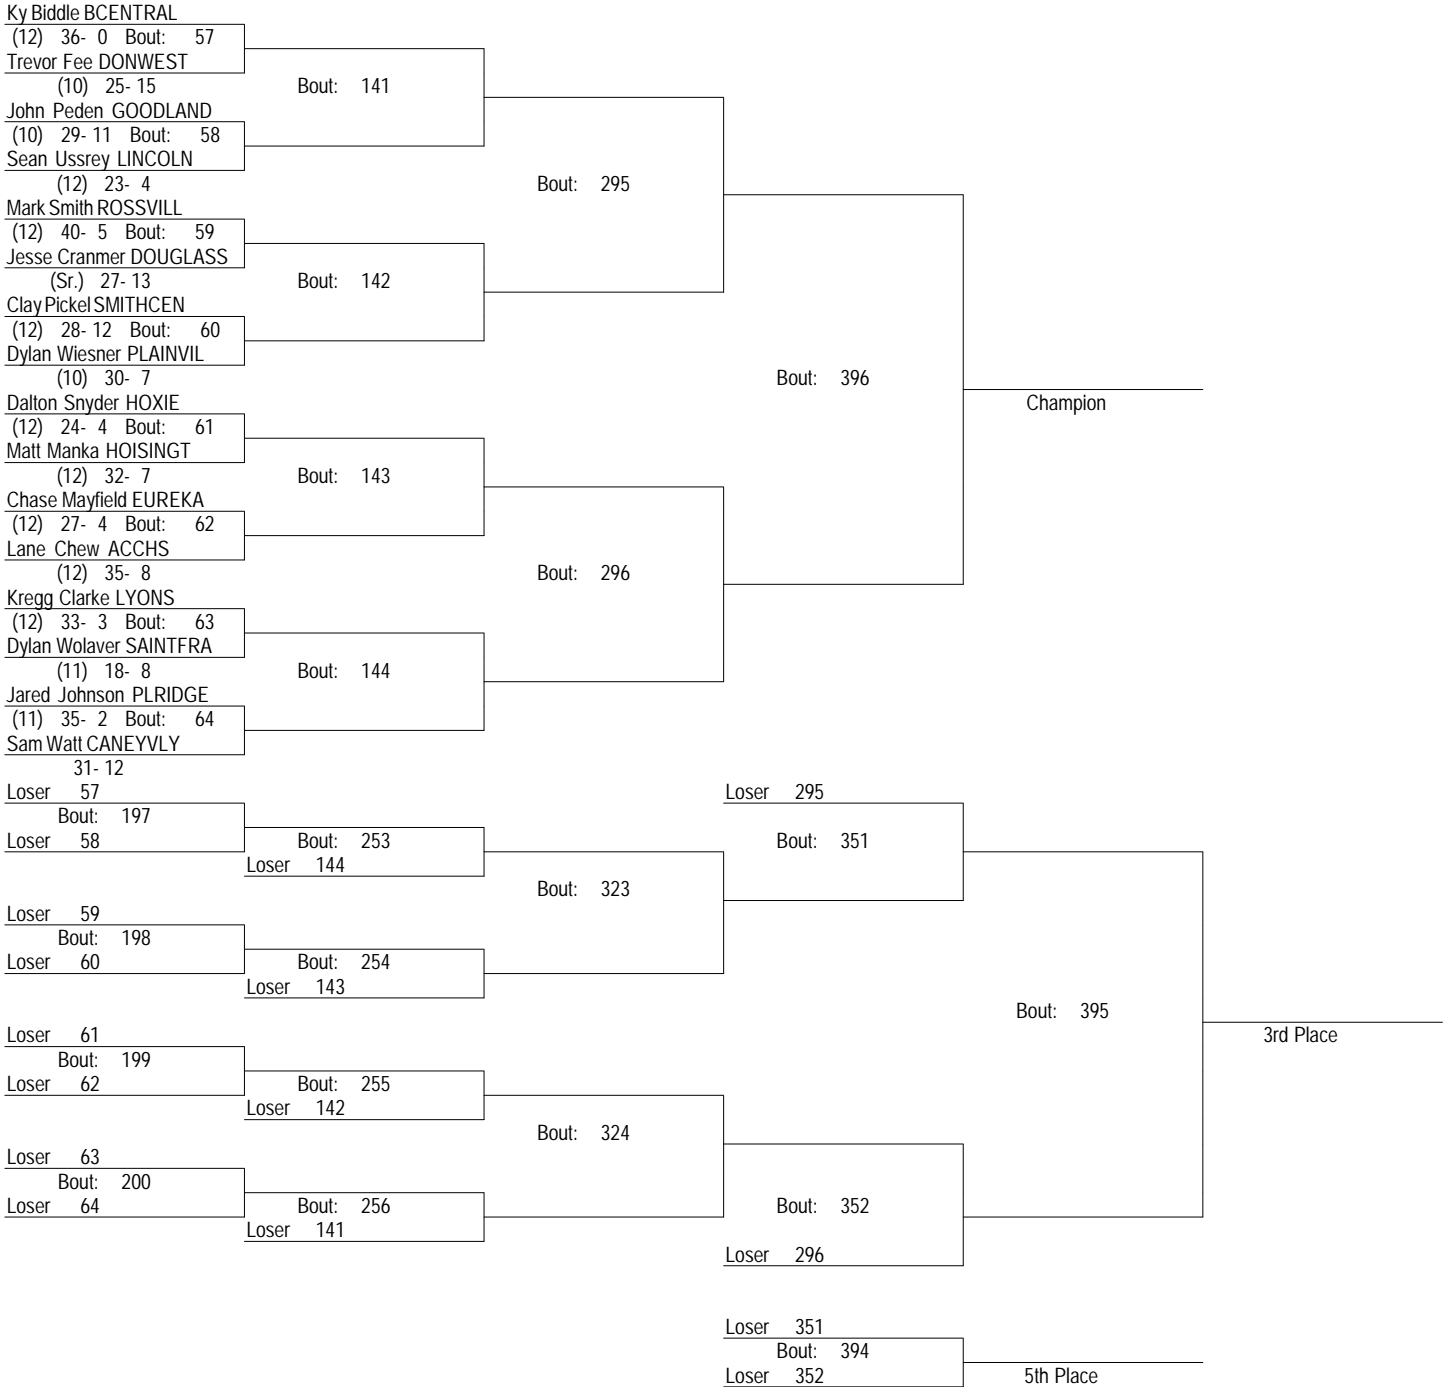 Ky Biddle BCENTRAL
(12) 36- 0 Bout: 57
Trevor Fee DONWEST
(10) 25- 15 Bout: 141
John Peden GOODLAND
(10) 29- 11 Bout: 58
Sean Ussrey LINCOLN
(12) 23- 4 Bout: 295
Mark Smith ROSSVILL
(12) 40- 5 Bout: 59
Jesse Cranmer DOUGLASS
(Sr.) 27- 13 Bout: 142
Clay Pickel SMITHCEN
(12) 28- 12 Bout: 60
Dylan Wiesner PLAINVIL
(10) 30- 7 Bout: 396
Dalton Snyder HOXIE Champion
(12) 24- 4 Bout: 61
Matt Manka HOISINGT
(12) 32- 7 Bout: 143
Chase Mayfield EUREKA
(12) 27- 4 Bout: 62
Lane Chew ACCHS
(12) 35- 8 Bout: 296
Kregg Clarke LYONS
(12) 33- 3 Bout: 63
Dylan Wolaver SAINTFRA
(11) 18- 8 Bout: 144
Jared Johnson PLRIDGE
(11) 35- 2 Bout: 64
Sam Watt CANEYVLY
31- 12
Loser 57 Loser 295
Bout: 197
Loser 58 Bout: 253 Bout: 351
Loser 144
Bout: 323
Loser 59
Bout: 198
Loser 60 Bout: 254
Loser 143
Bout: 395
Loser 61 3rd Place
Bout: 199
Loser 62 Bout: 255
Loser 142
Bout: 324
Loser 63
Bout: 200
Loser 64 Bout: 256 Bout: 352
Loser 141
Loser 296
Loser 351
Bout: 394
Loser 352 5th Place